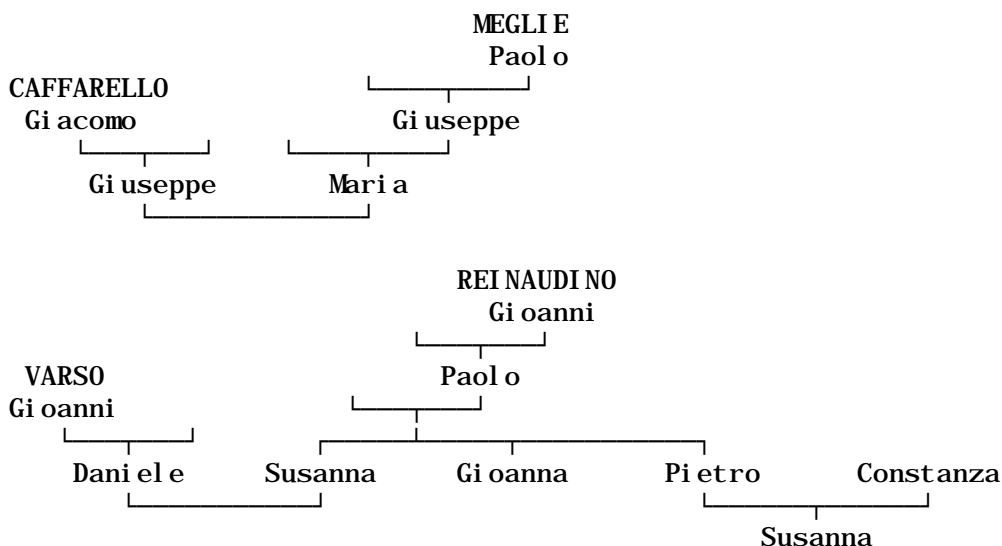 MEGLIE
Paolo
CAFFARELLO
Giacomo Giuseppe
Giuseppe Maria
REINAUDINO
Gioanni
VARSO Paolo
Gioanni
Daniele Susanna Gioanna Pietro Constanza
Susanna